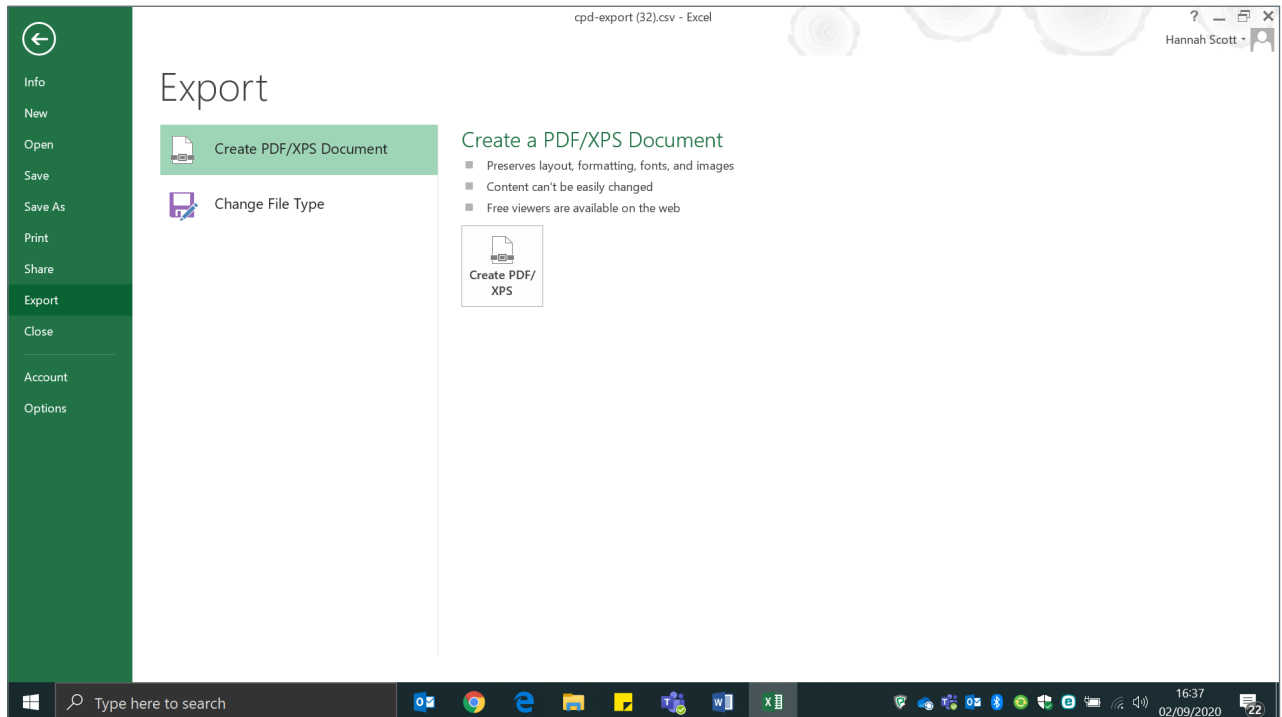 cpd-export (32).csv - Excel
? 
Hannah Scott
Info
New
Open
Save
Save As
Print
Share
Export
Close
Account
Options
Export
Create PDF/XPS Document
Change File Type
Create a PDF/XPS Document
Preserves layout, formatting, fonts, and images
Content can't be easily changed
Free viewers are available on the web
Create PDF/
XPS
Type here to search
16:37
02/09/2020
22